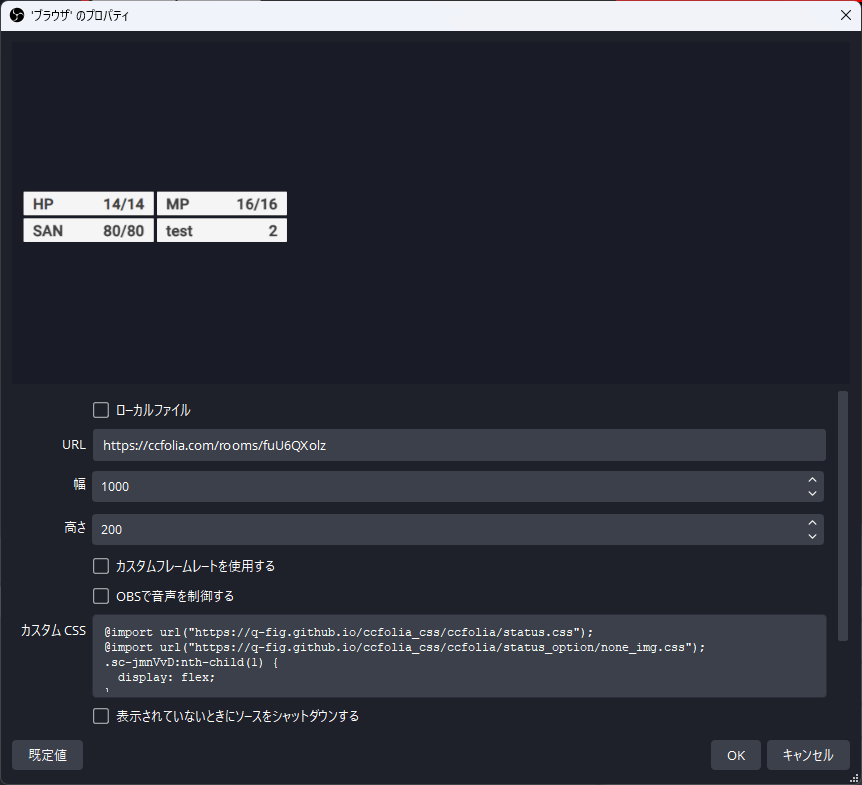 'ブラウザ' のプロパティ
HP 14/14 MP 16/16
SAN 80/80 test 2
ローカルファイル
URL https://ccfolia.com/rooms/fuU6QXolz
幅 1000
高さ 200
カスタムフレームレートを使用する
OBSで音声を制御する
カスタム CSS @import url("https://q-fig.github.io/ccfolia_css/ccfolia/status.css");
@import url("https://q-fig.github.io/ccfolia_css/ccfolia/status_option/none_img.css");
.sc-jmnVvD:nth-child(1) {
display: flex;
}
表示されていないときにソースをシャットダウンする
既定値 OK キャンセル